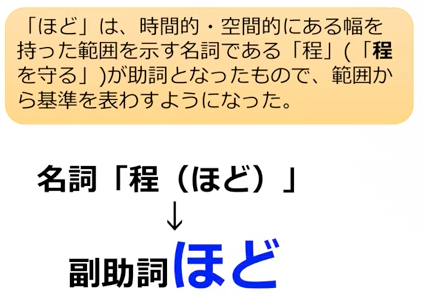 「ほど」は、時間的・空間的にある幅を
持った範囲を示す名詞である「程」(「程
を守る」)が助詞となったもので、範囲か
ら基準を表わすようになった。
名詞「程（ほど）」
↓
副助詞ほど